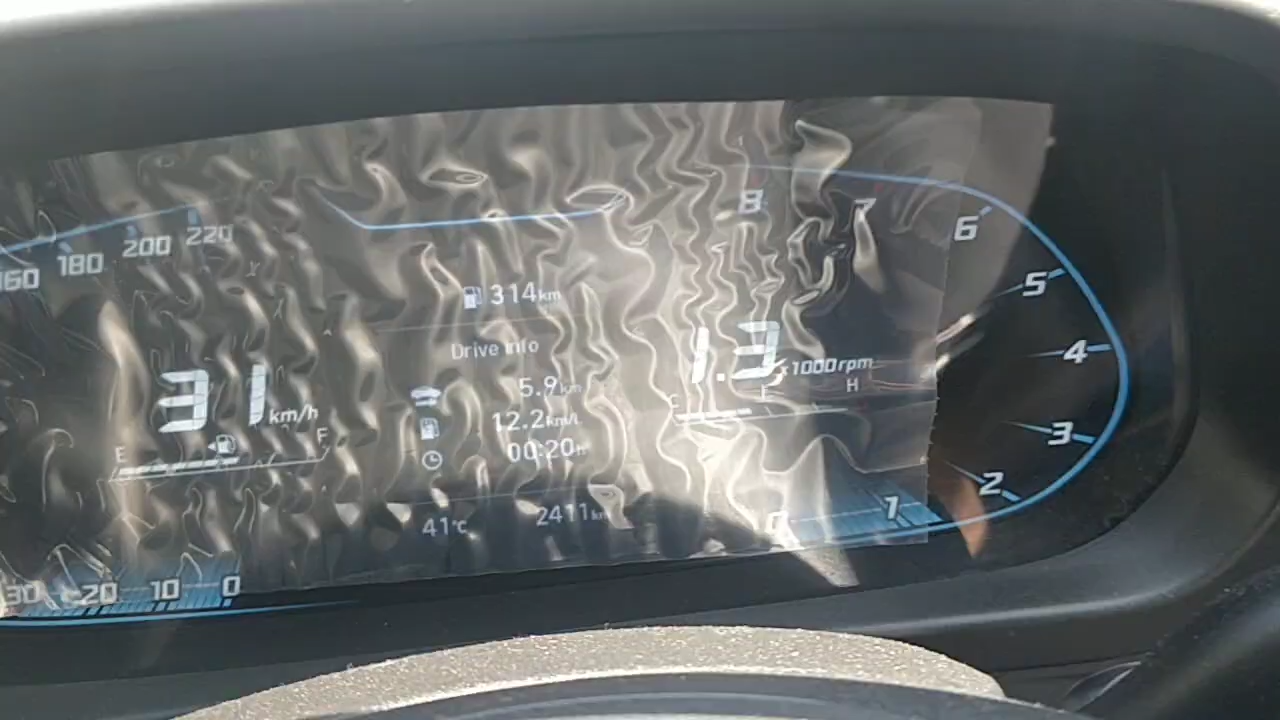 160 180 200 220
8 7 6 5 4 3 2 1 0
314km
Drive Info
31 km/h
5.9km
12.2km/L
00:20
1.3 x1000rpm
E F
C H
41°C 2411km
30 20 10 0